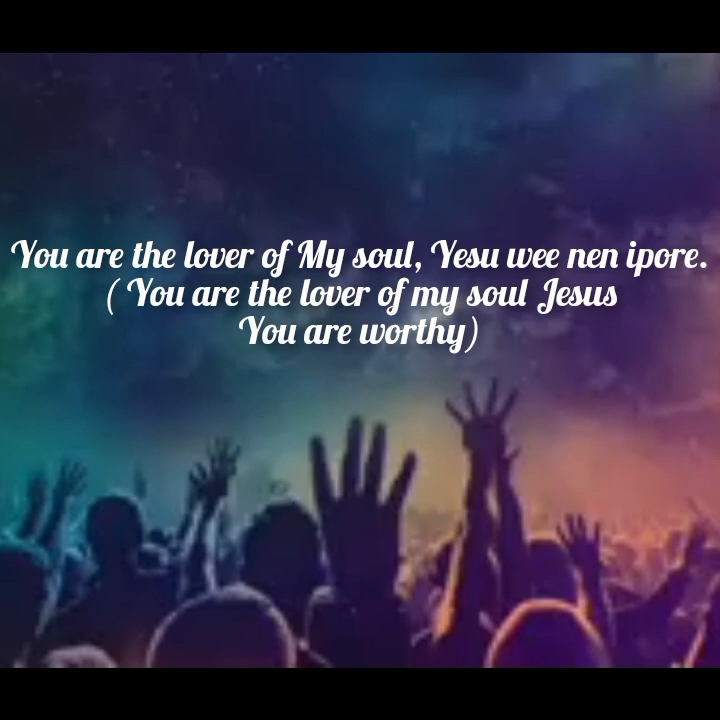 You are the lover of My soul, Yesu wee nen ipore.
( You are the lover of my soul Jesus
You are worthy)